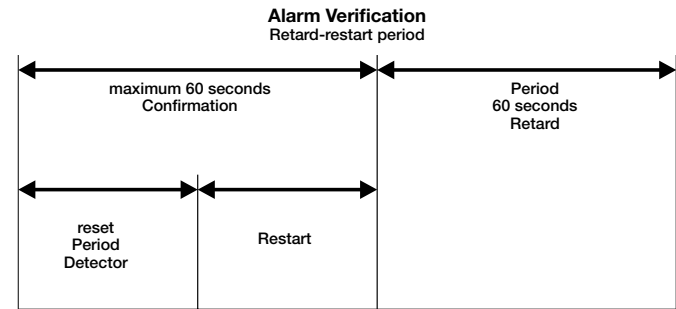 Alarm Verification
Retard-restart period
maximum 60 seconds
Confirmation
Period
60 seconds
Retard
reset
Period
Detector
Restart